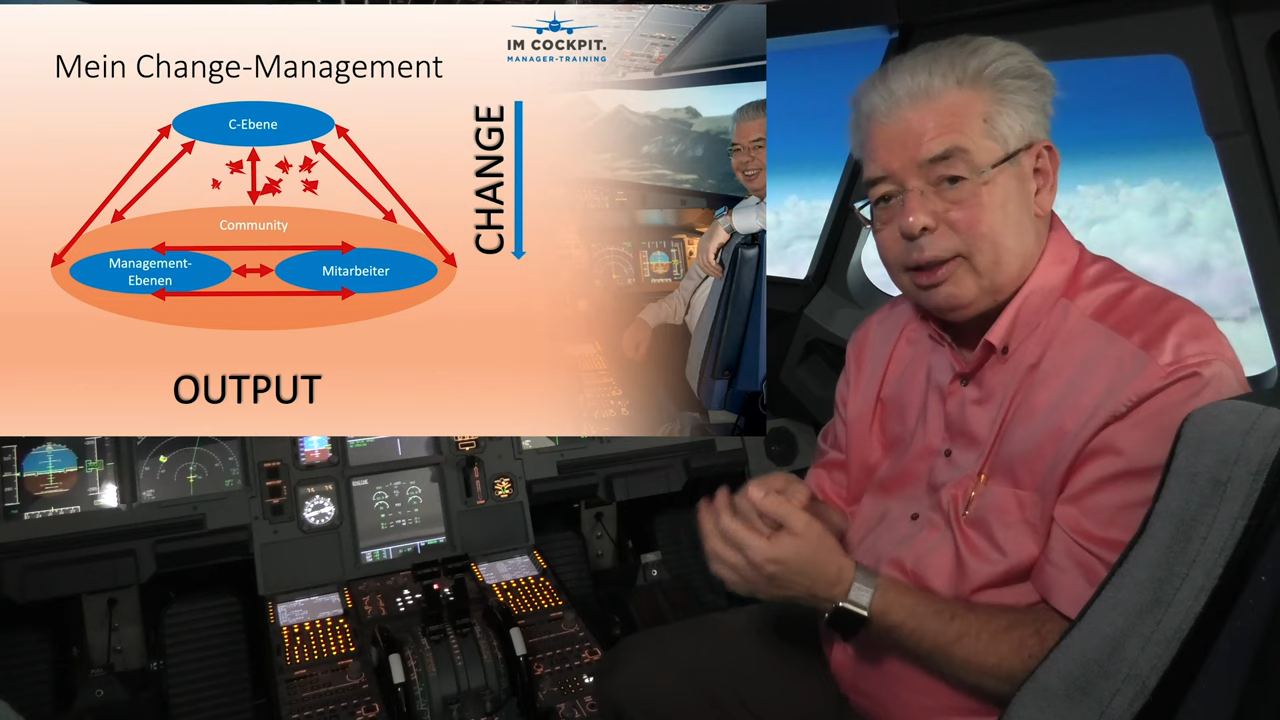 IM COCKPIT.
MANAGER-TRAINING
Mein Change-Management
C-Ebene
CHANGE
Community
Management-
Ebenen
Mitarbeiter
OUTPUT